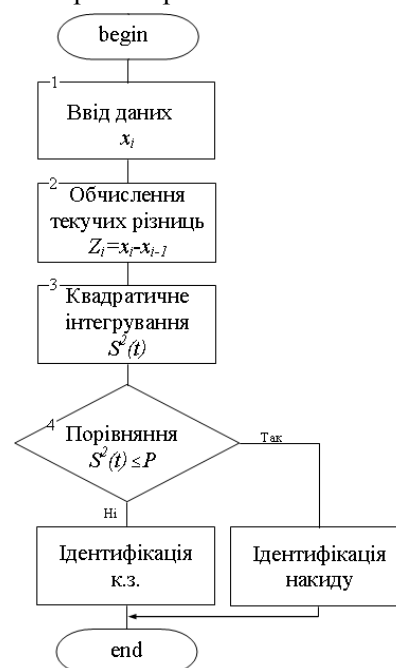 begin
1
Ввід даних
xᵢ
2
Обчислення
текучих різниць
Zᵢ=xᵢ-xᵢ₋₁
3
Квадратичне
інтегрування
S²(t)
4
Порівняння
S²(t) ≤P
Так
Ні
Ідентифікація
к.з.
Ідентифікація
накиду
end